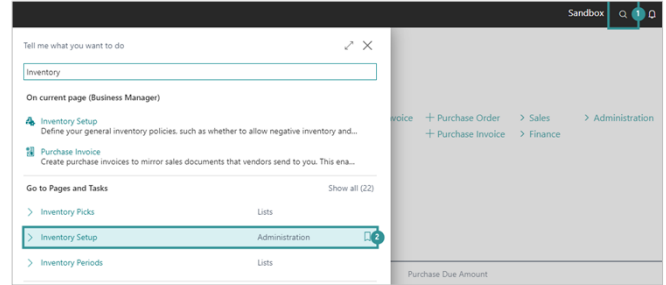 Sandbox 1
Tell me what you want to do
Inventory
On current page (Business Manager)
Inventory Setup
Define your general inventory policies, such as whether to allow negative inventory and...
Purchase Invoice
Create purchase invoices to mirror sales documents that vendors send to you. This ena...
voice + Purchase Order > Sales > Administration
+ Purchase Invoice > Finance
Go to Pages and Tasks Show all (22)
> Inventory Picks Lists
> Inventory Setup Administration 2
> Inventory Periods Lists
Purchase Due Amount